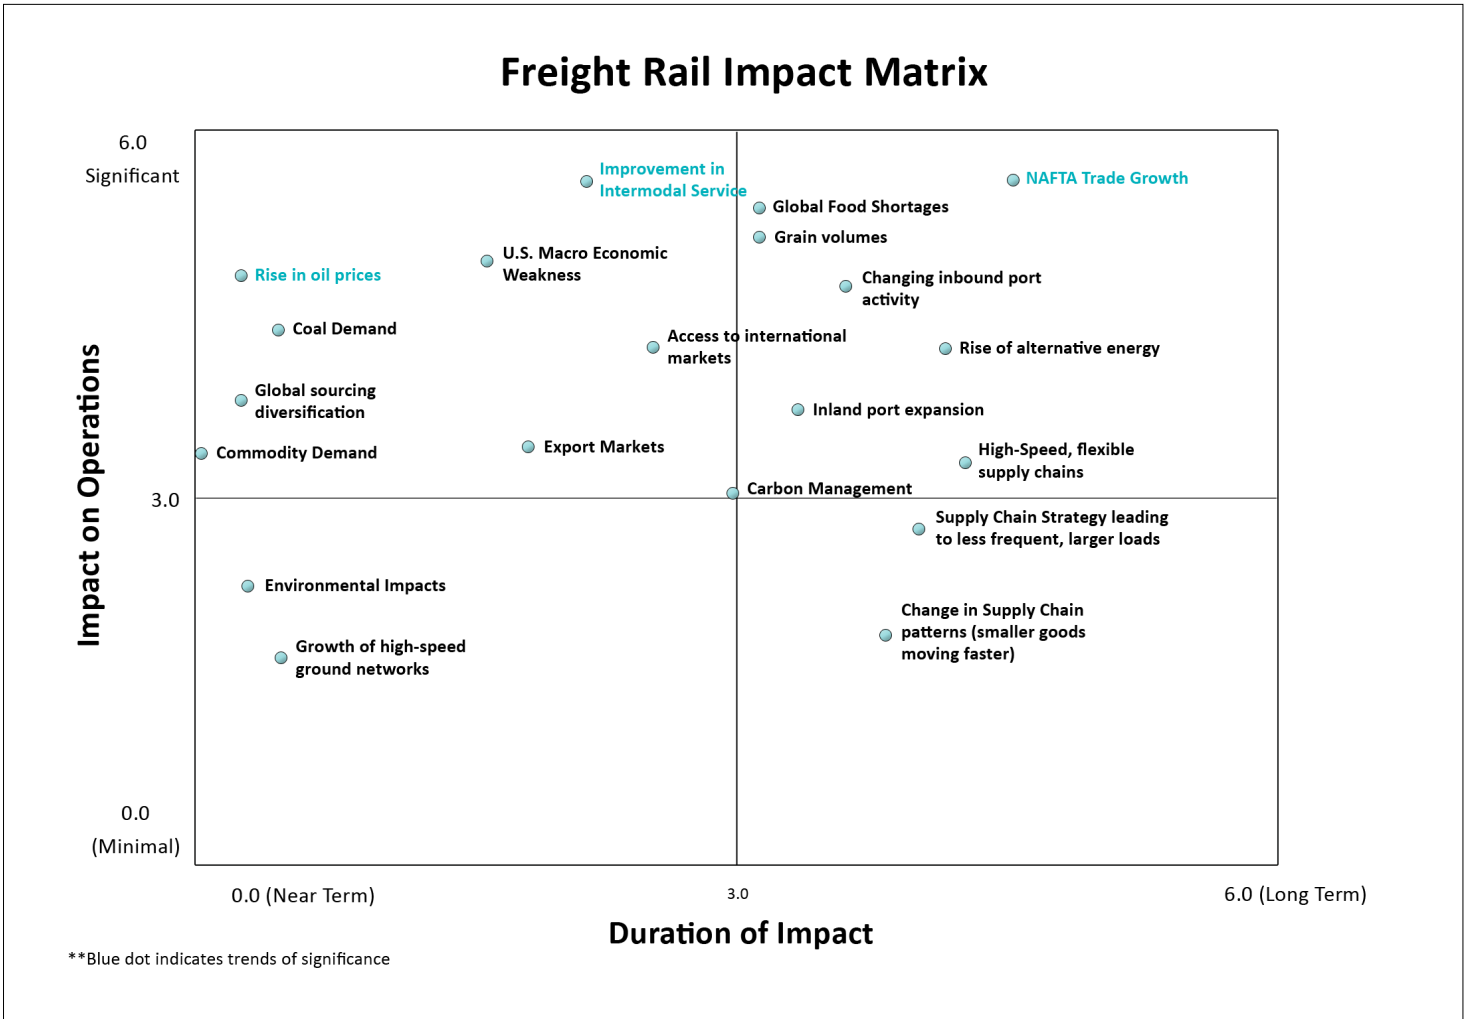 Freight Rail Impact Matrix
6.0
Significant
Improvement in
Intermodal Service
NAFTA Trade Growth
Global Food Shortages
Grain volumes
U.S. Macro Economic
Weakness
Rise in oil prices
Changing inbound port
activity
Coal Demand
Access to international
markets
Rise of alternative energy
Global sourcing
diversification
Inland port expansion
Commodity Demand
Export Markets
High-Speed, flexible
supply chains
Carbon Management
3.0
Supply Chain Strategy leading
to less frequent, larger loads
Environmental Impacts
Change in Supply Chain
patterns (smaller goods
moving faster)
Growth of high-speed
ground networks
Impact on Operations
0.0
(Minimal)
0.0 (Near Term)
3.0
6.0 (Long Term)
Duration of Impact
**Blue dot indicates trends of significance